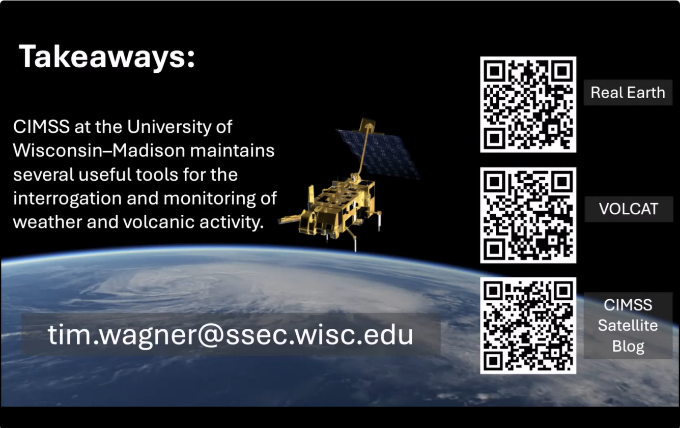 Takeaways:
CIMSS at the University of
Wisconsin–Madison maintains
several useful tools for the
interrogation and monitoring of
weather and volcanic activity.
tim.wagner@ssec.wisc.edu
Real Earth
VOLCAT
CIMSS
Satellite
Blog